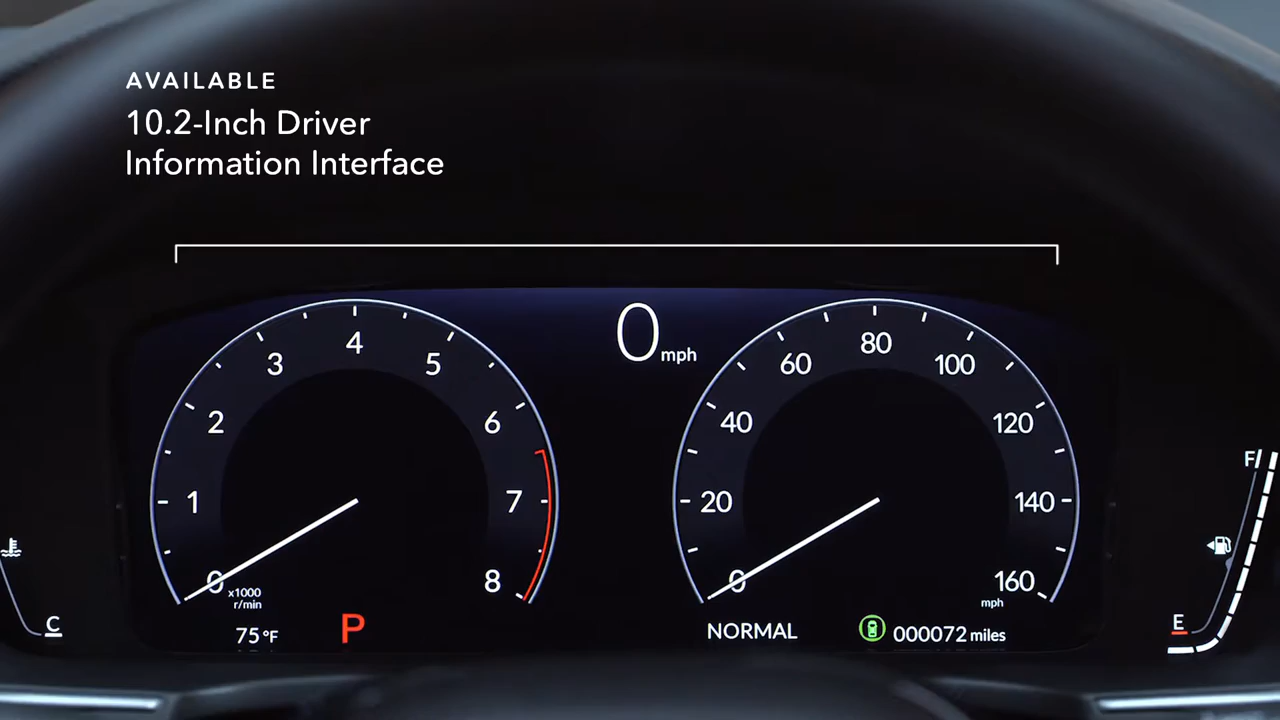 AVAILABLE
10.2-Inch Driver
Information Interface
0 mph
4
80
3
5
60
100
2
6
40
120
F
1
7
20
140
0
8
0
160
x1000
r/min
mph
C
E
75 °F
P
NORMAL
000072 miles